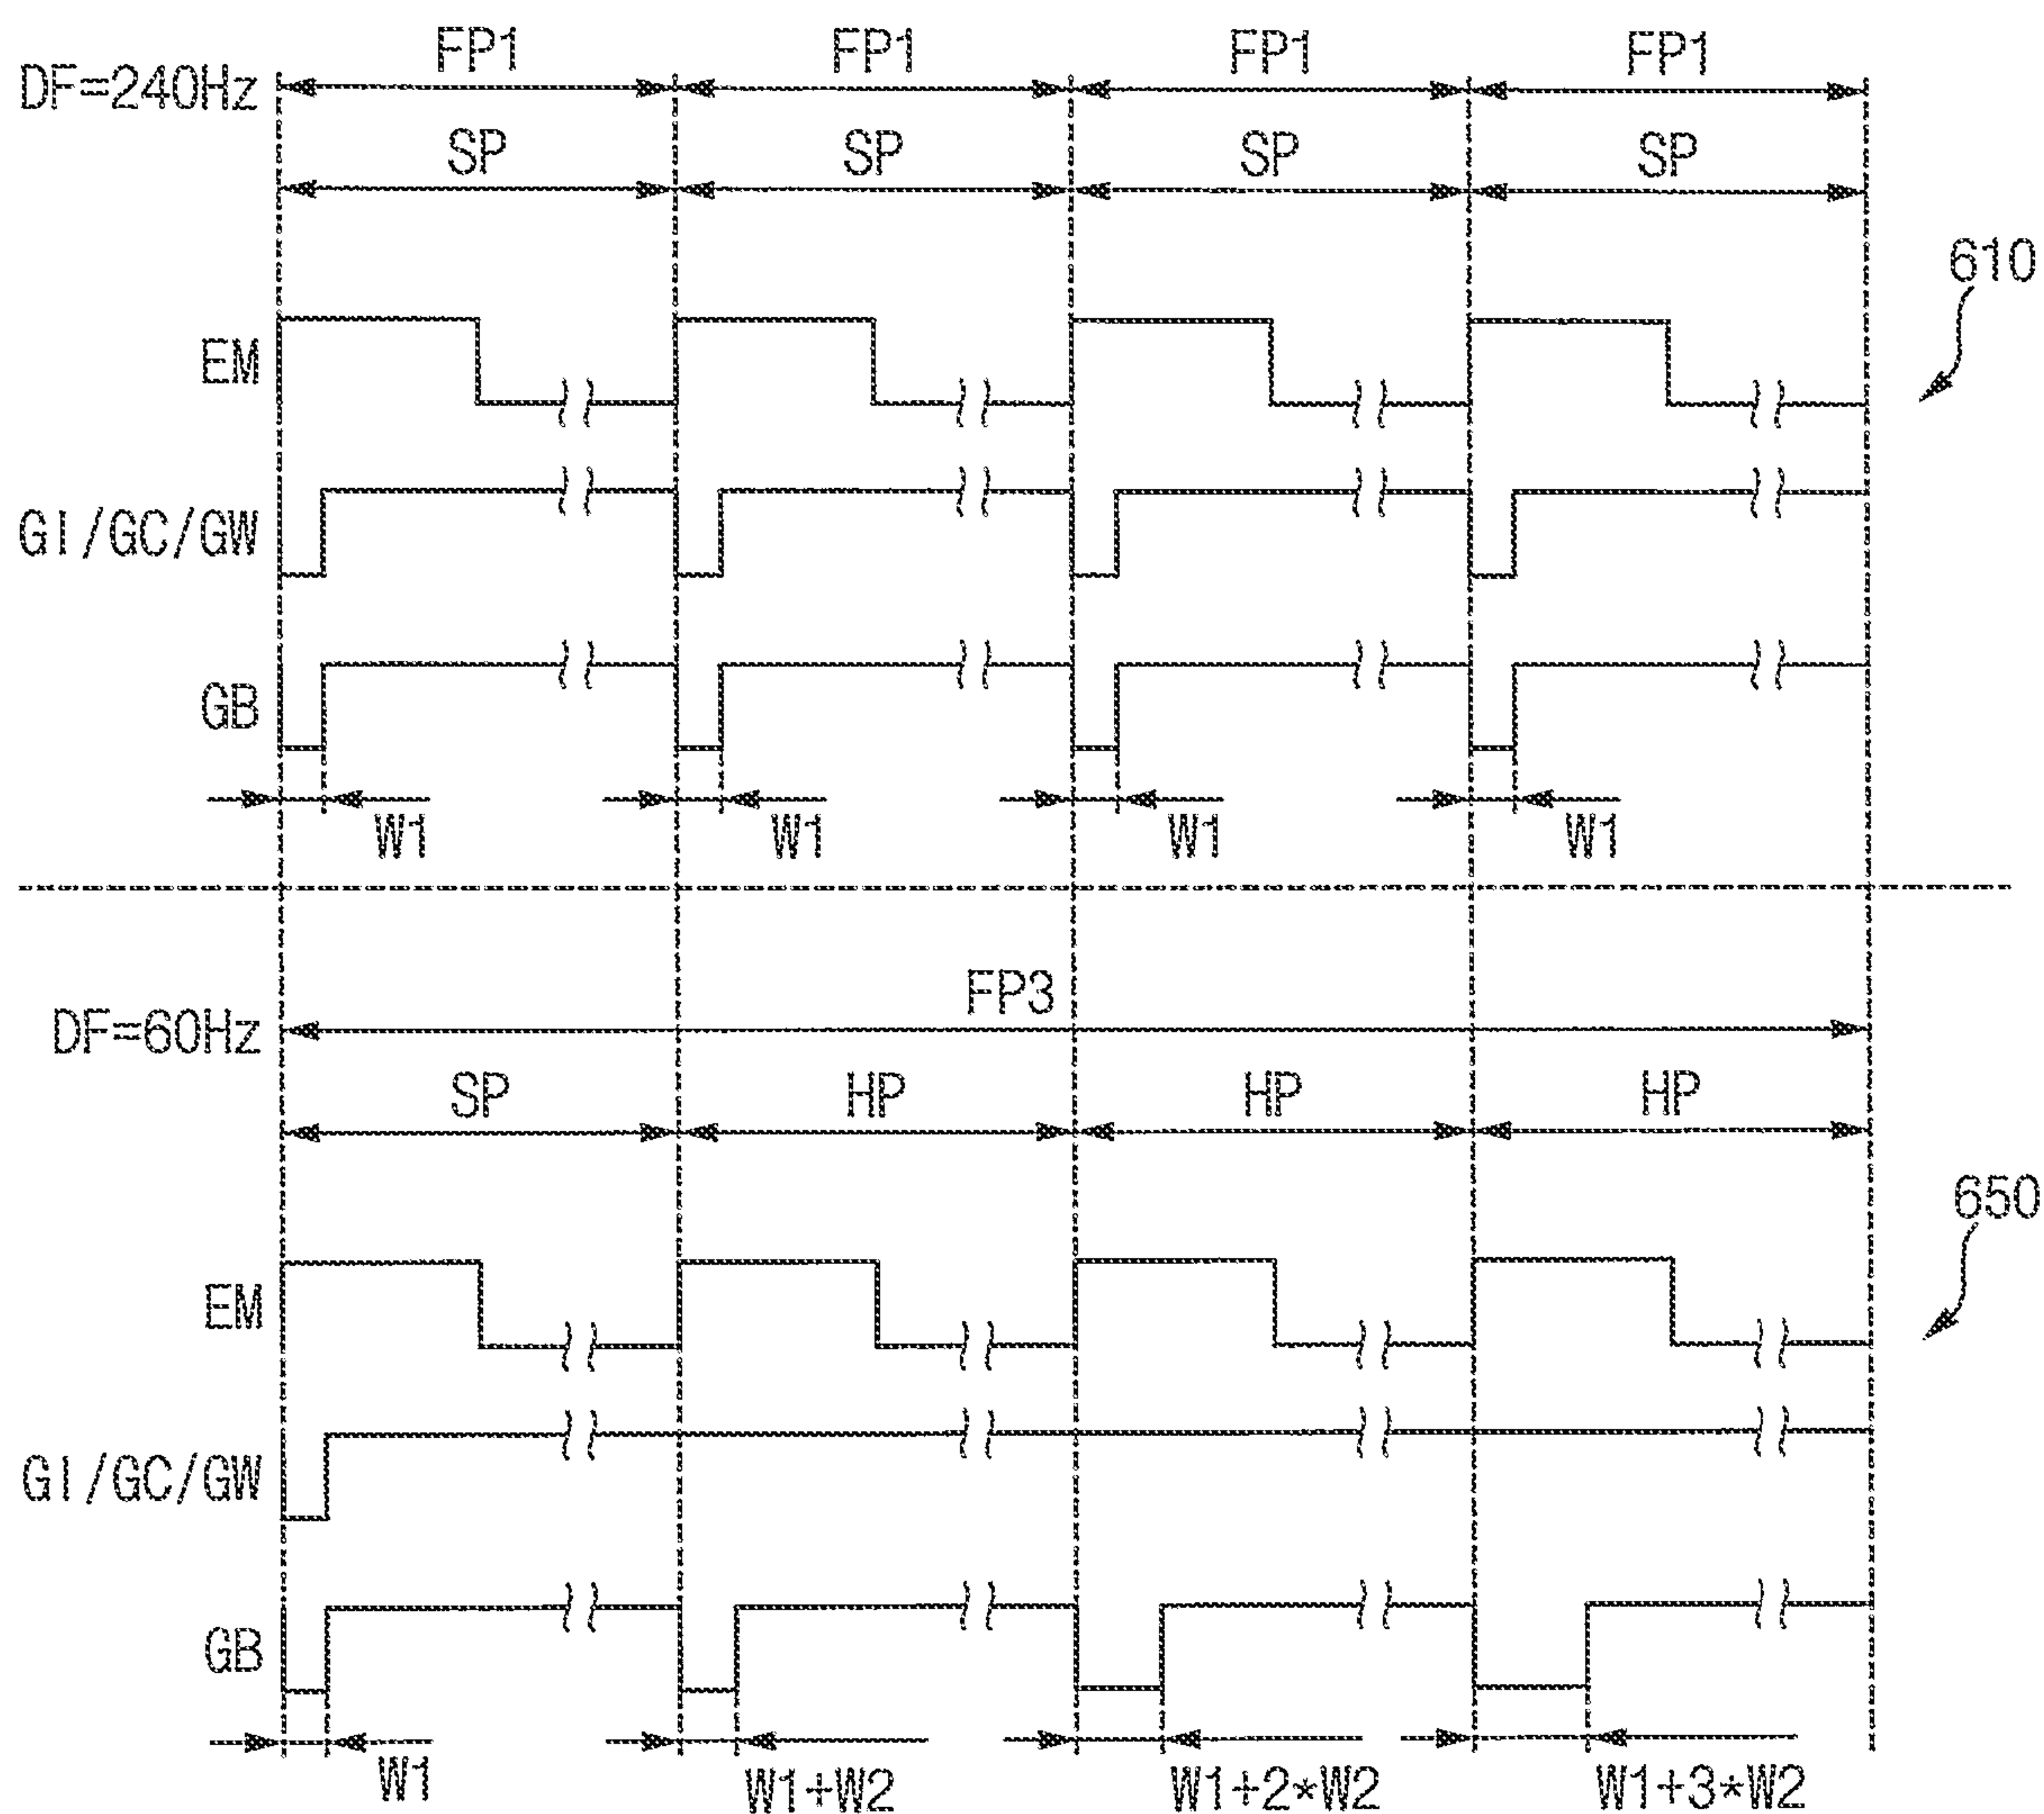 FP1 FP1 FP1 FP1
DF=240Hz
SP SP SP SP
610
EM
GI/GC/GW
GB
W1 W1 W1 W1
FP3
DF=60Hz
SP HP HP HP
650
EM
GI/GC/GW
GB
W1 W1+W2 W1+2*W2 W1+3*W2